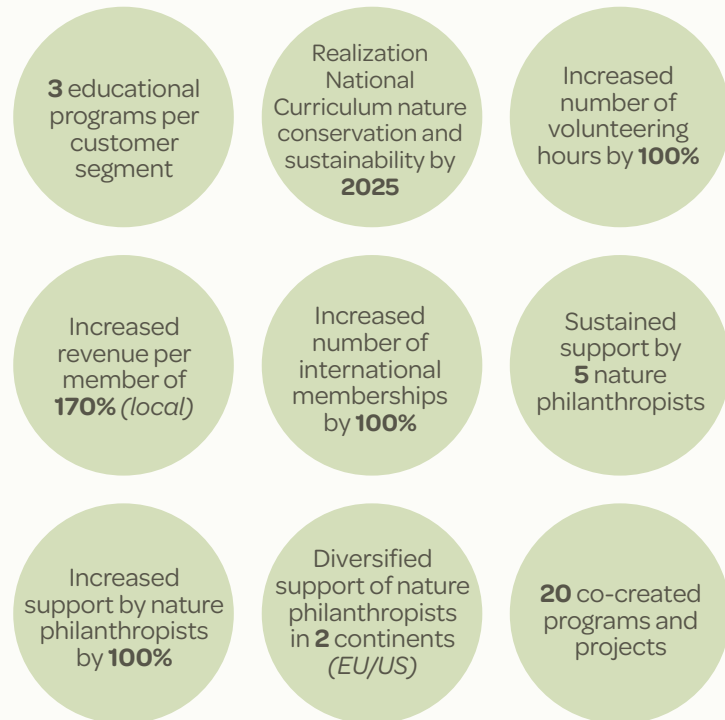 3 educational
programs per
customer
segment
Realization
National
Curriculum nature
conservation and
sustainability by
2025
Increased
number of
volunteering
hours by 100%
Increased
revenue per
member of
170% (local)
Increased
number of
international
memberships
by 100%
Sustained
support by
5 nature
philanthropists
Increased
support by nature
philanthropists
by 100%
Diversified
support of nature
philanthropists
in 2 continents
(EU/US)
20 co-created
programs and
projects